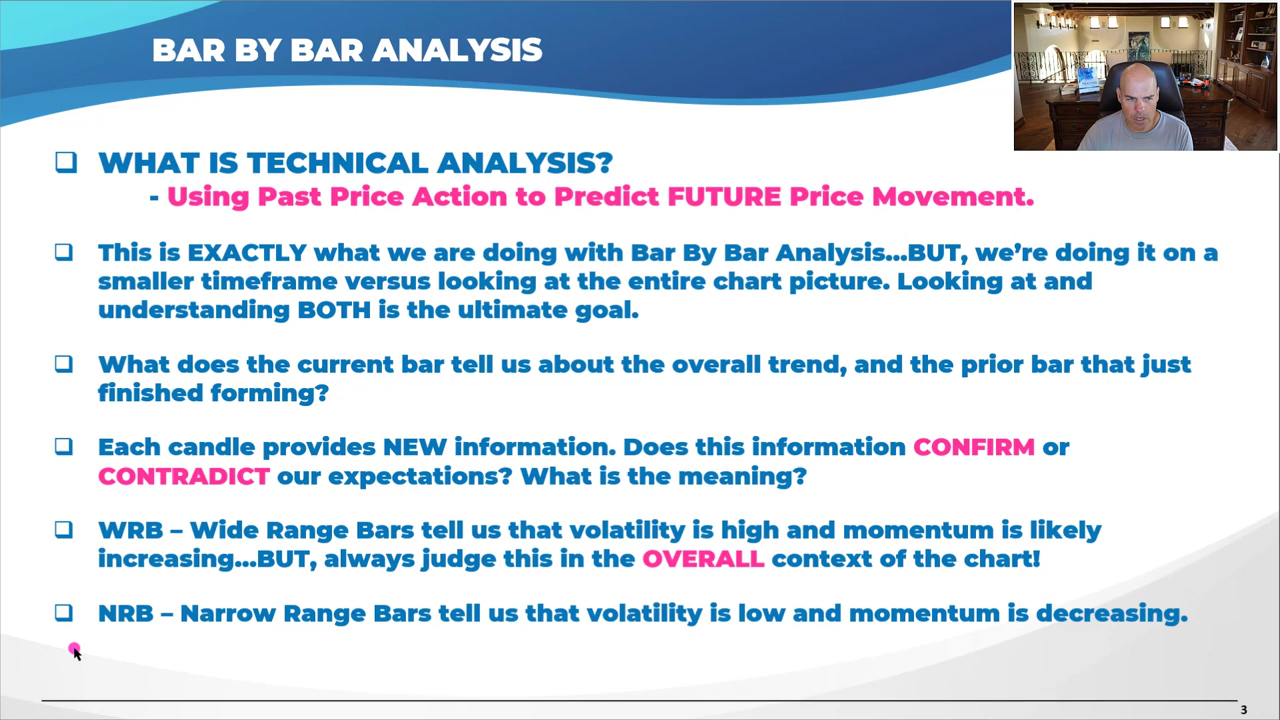 BAR BY BAR ANALYSIS
❑ WHAT IS TECHNICAL ANALYSIS?
- Using Past Price Action to Predict FUTURE Price Movement.
❑ This is EXACTLY what we are doing with Bar By Bar Analysis...BUT, we’re doing it on a
smaller timeframe versus looking at the entire chart picture. Looking at and
understanding BOTH is the ultimate goal.
❑ What does the current bar tell us about the overall trend, and the prior bar that just
finished forming?
❑ Each candle provides NEW information. Does this information CONFIRM or
CONTRADICT our expectations? What is the meaning?
❑ WRB – Wide Range Bars tell us that volatility is high and momentum is likely
increasing...BUT, always judge this in the OVERALL context of the chart!
❑ NRB – Narrow Range Bars tell us that volatility is low and momentum is decreasing.
3